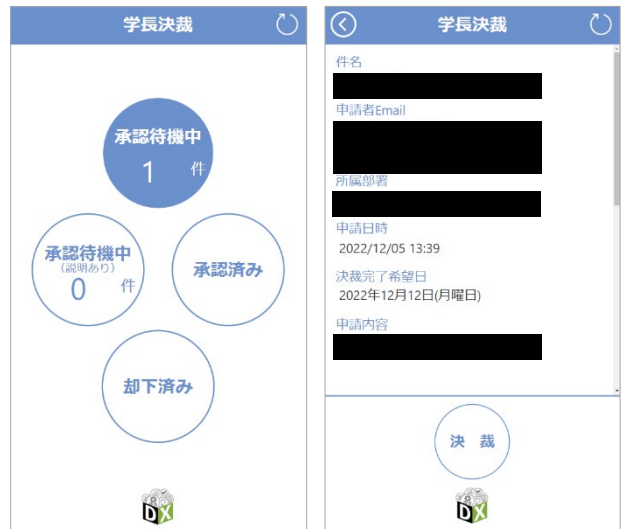 学長決裁
承認待機中
1 件
承認待機中
(説明あり)
0 件
承認済み
却下済み
DX
学長決裁
件名
申請者Email
所属部署
申請日時
2022/12/05 13:39
決裁完了希望日
2022年12月12日(月曜日)
申請内容
決 裁
DX